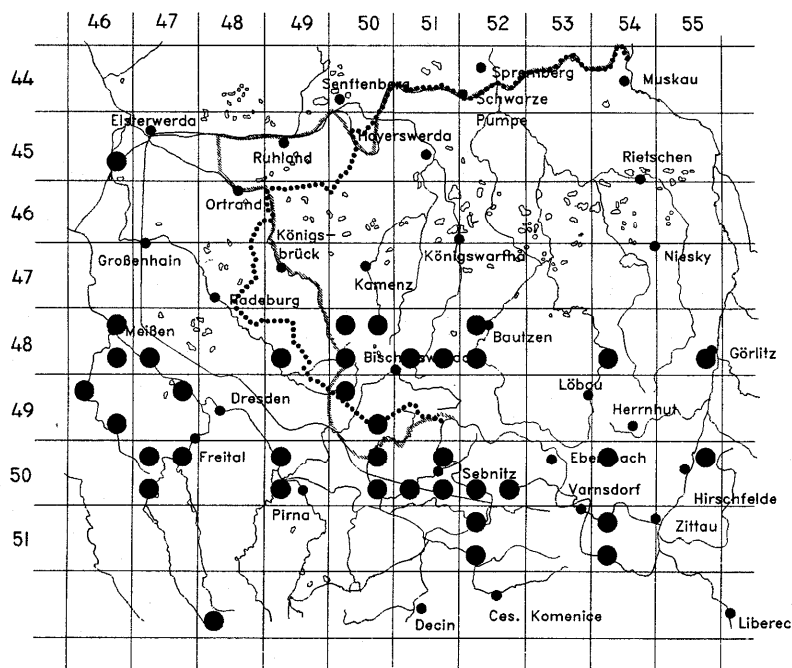 46 47 48 49 50 51 52 53 54 55
44
Spremberg
Senftenberg
Muskau
Schwarze
Pumpe
Elsterwerda
Hoyerswerda
45
Ruhland
Rietschen
Ortrand
46
Königs-
brück
Königswartha
Großenhain
Niesky
47
Kamenz
Radeburg
Meißen
Bautzen
48
Bischofswerda
Görlitz
Löbau
Dresden
49
Herrnhut
Freital
Ebersbach
50
Sebnitz
Varnsdorf
Hirschfelde
Pirna
Zittau
51
Decin
Ces. Komenice
Liberec